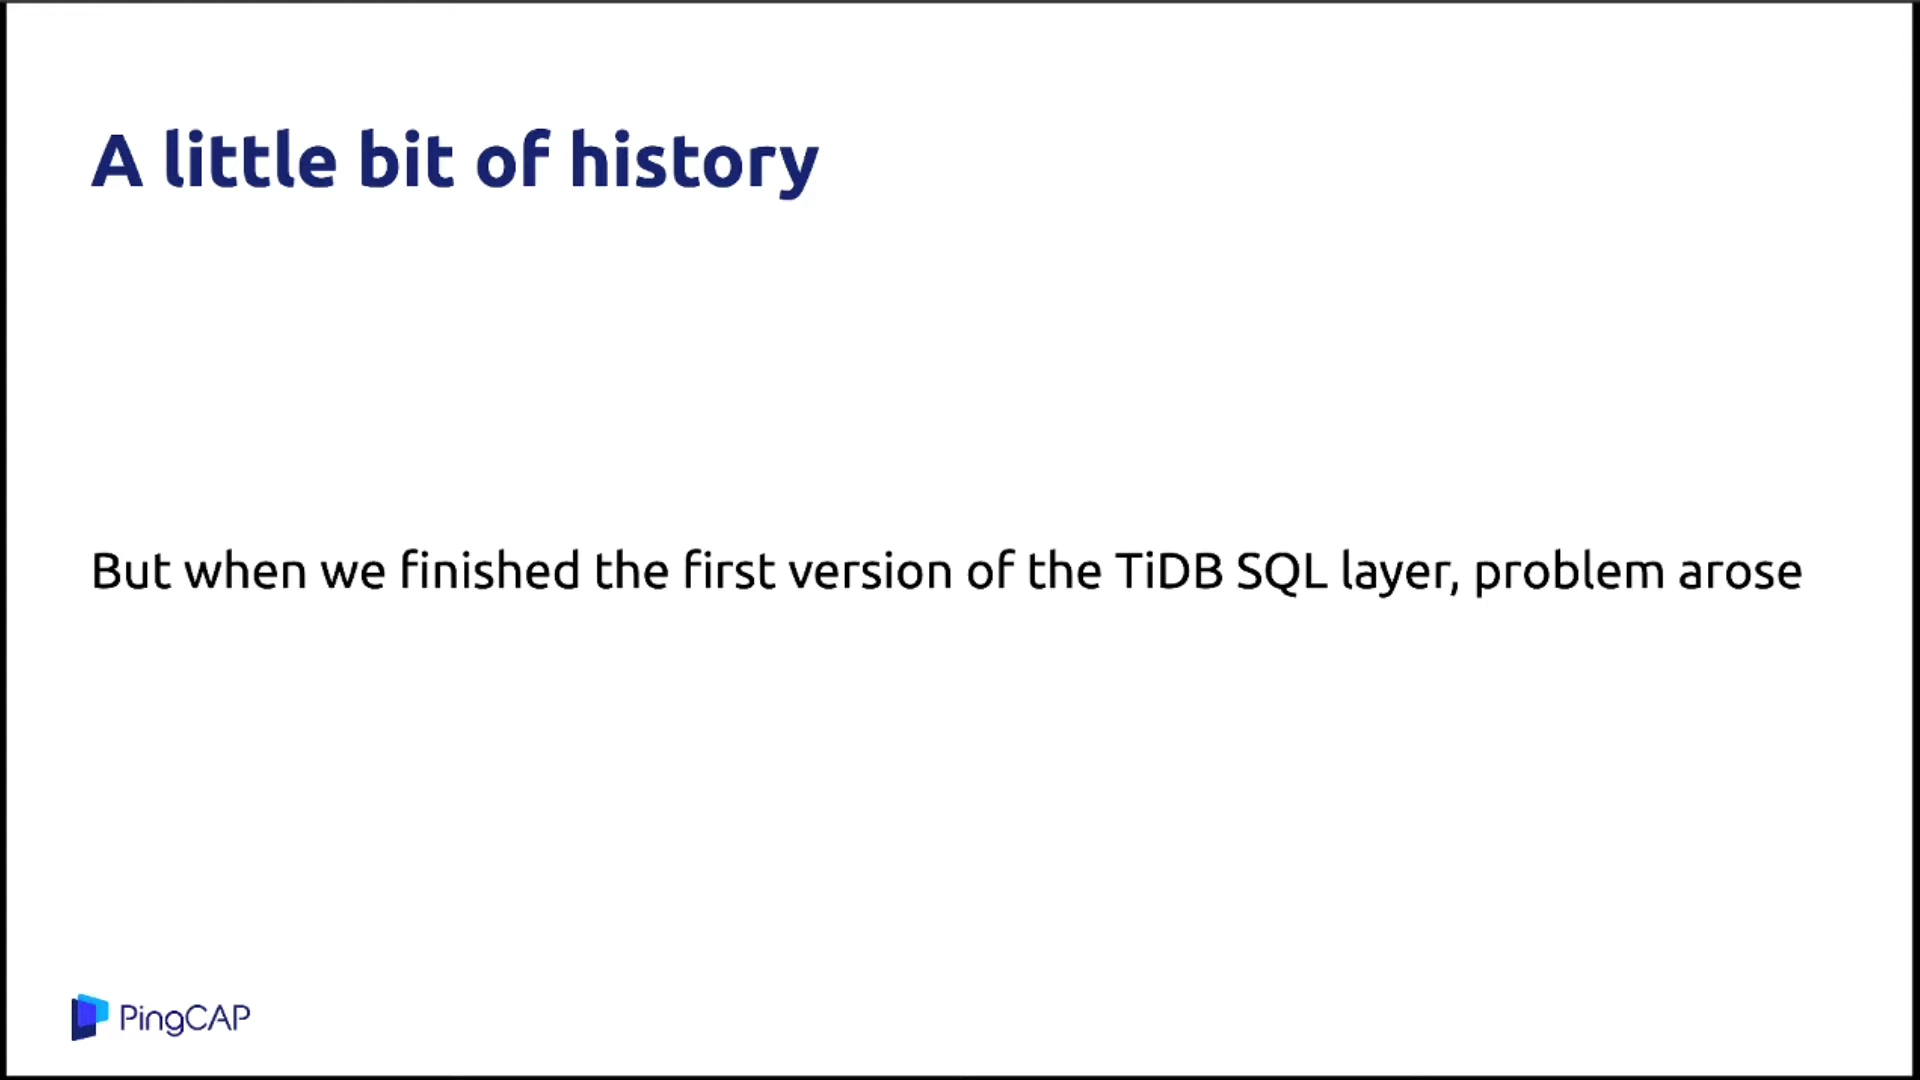 A little bit of history
But when we finished the first version of the TiDB SQL layer, problem arose
PingCAP